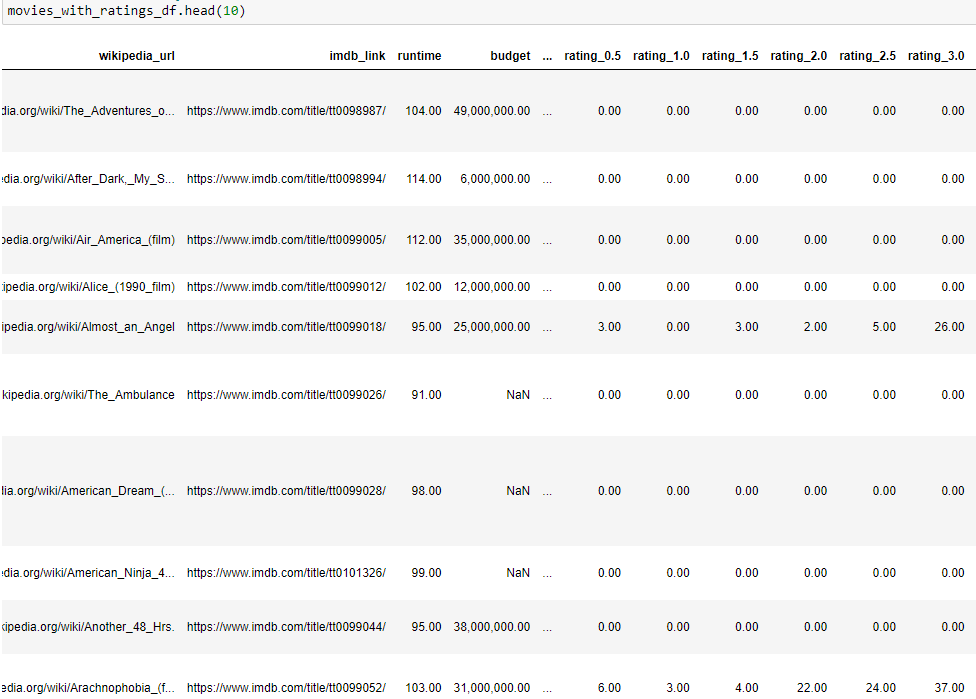 movies_with_ratings_df.head(10)
wikipedia_url imdb_link runtime budget ... rating_0.5 rating_1.0 rating_1.5 rating_2.0 rating_2.5 rating_3.0
dia.org/wiki/The_Adventures_o... https://www.imdb.com/title/tt0098987/ 104.00 49,000,000.00 ... 0.00 0.00 0.00 0.00 0.00 0.00
edia.org/wiki/After_Dark,_My_S... https://www.imdb.com/title/tt0098994/ 114.00 6,000,000.00 ... 0.00 0.00 0.00 0.00 0.00 0.00
pedia.org/wiki/Air_America_(film) https://www.imdb.com/title/tt0099005/ 112.00 35,000,000.00 ... 0.00 0.00 0.00 0.00 0.00 0.00
ipedia.org/wiki/Alice_(1990_film) https://www.imdb.com/title/tt0099012/ 102.00 12,000,000.00 ... 0.00 0.00 0.00 0.00 0.00 0.00
ipedia.org/wiki/Almost_an_Angel https://www.imdb.com/title/tt0099018/ 95.00 25,000,000.00 ... 3.00 0.00 3.00 2.00 5.00 26.00
kipedia.org/wiki/The_Ambulance https://www.imdb.com/title/tt0099026/ 91.00 NaN ... 0.00 0.00 0.00 0.00 0.00 0.00
dia.org/wiki/American_Dream_(... https://www.imdb.com/title/tt0099028/ 98.00 NaN ... 0.00 0.00 0.00 0.00 0.00 0.00
edia.org/wiki/American_Ninja_4... https://www.imdb.com/title/tt0101326/ 99.00 NaN ... 0.00 0.00 0.00 0.00 0.00 0.00
kipedia.org/wiki/Another_48_Hrs. https://www.imdb.com/title/tt0099044/ 95.00 38,000,000.00 ... 0.00 0.00 0.00 0.00 0.00 0.00
edia.org/wiki/Arachnophobia_(f... https://www.imdb.com/title/tt0099052/ 103.00 31,000,000.00 ... 6.00 3.00 4.00 22.00 24.00 37.00